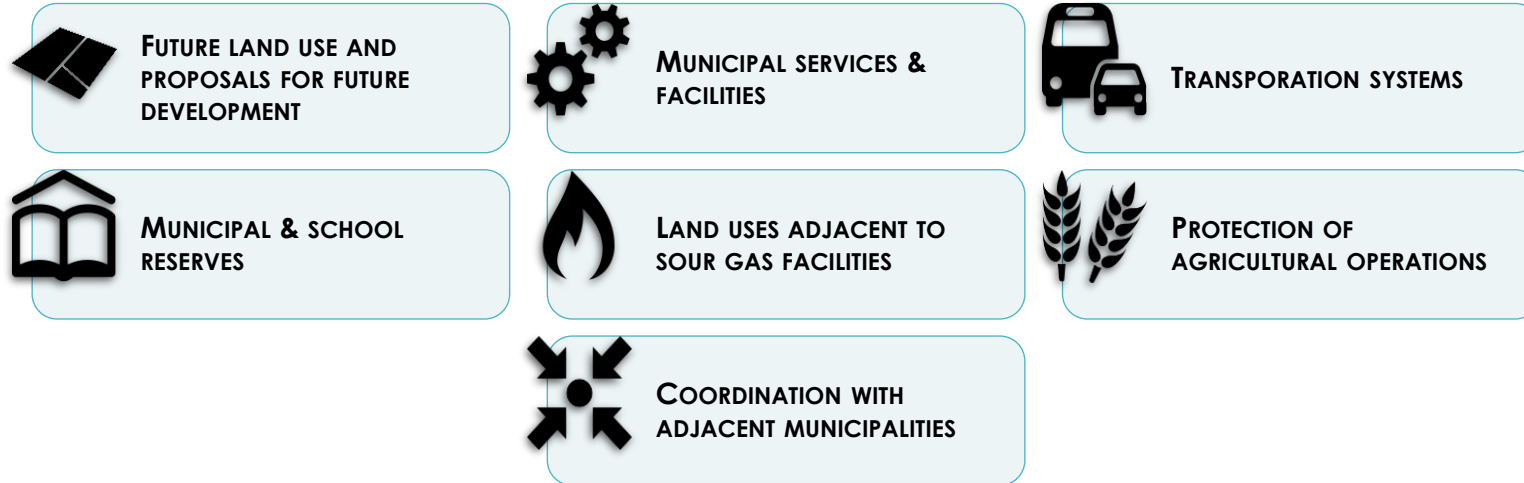 FUTURE LAND USE AND
PROPOSALS FOR FUTURE
DEVELOPMENT
MUNICIPAL SERVICES &
FACILITIES
TRANSPORATION SYSTEMS
MUNICIPAL & SCHOOL
RESERVES
LAND USES ADJACENT TO
SOUR GAS FACILITIES
PROTECTION OF
AGRICULTURAL OPERATIONS
COORDINATION WITH
ADJACENT MUNICIPALITIES